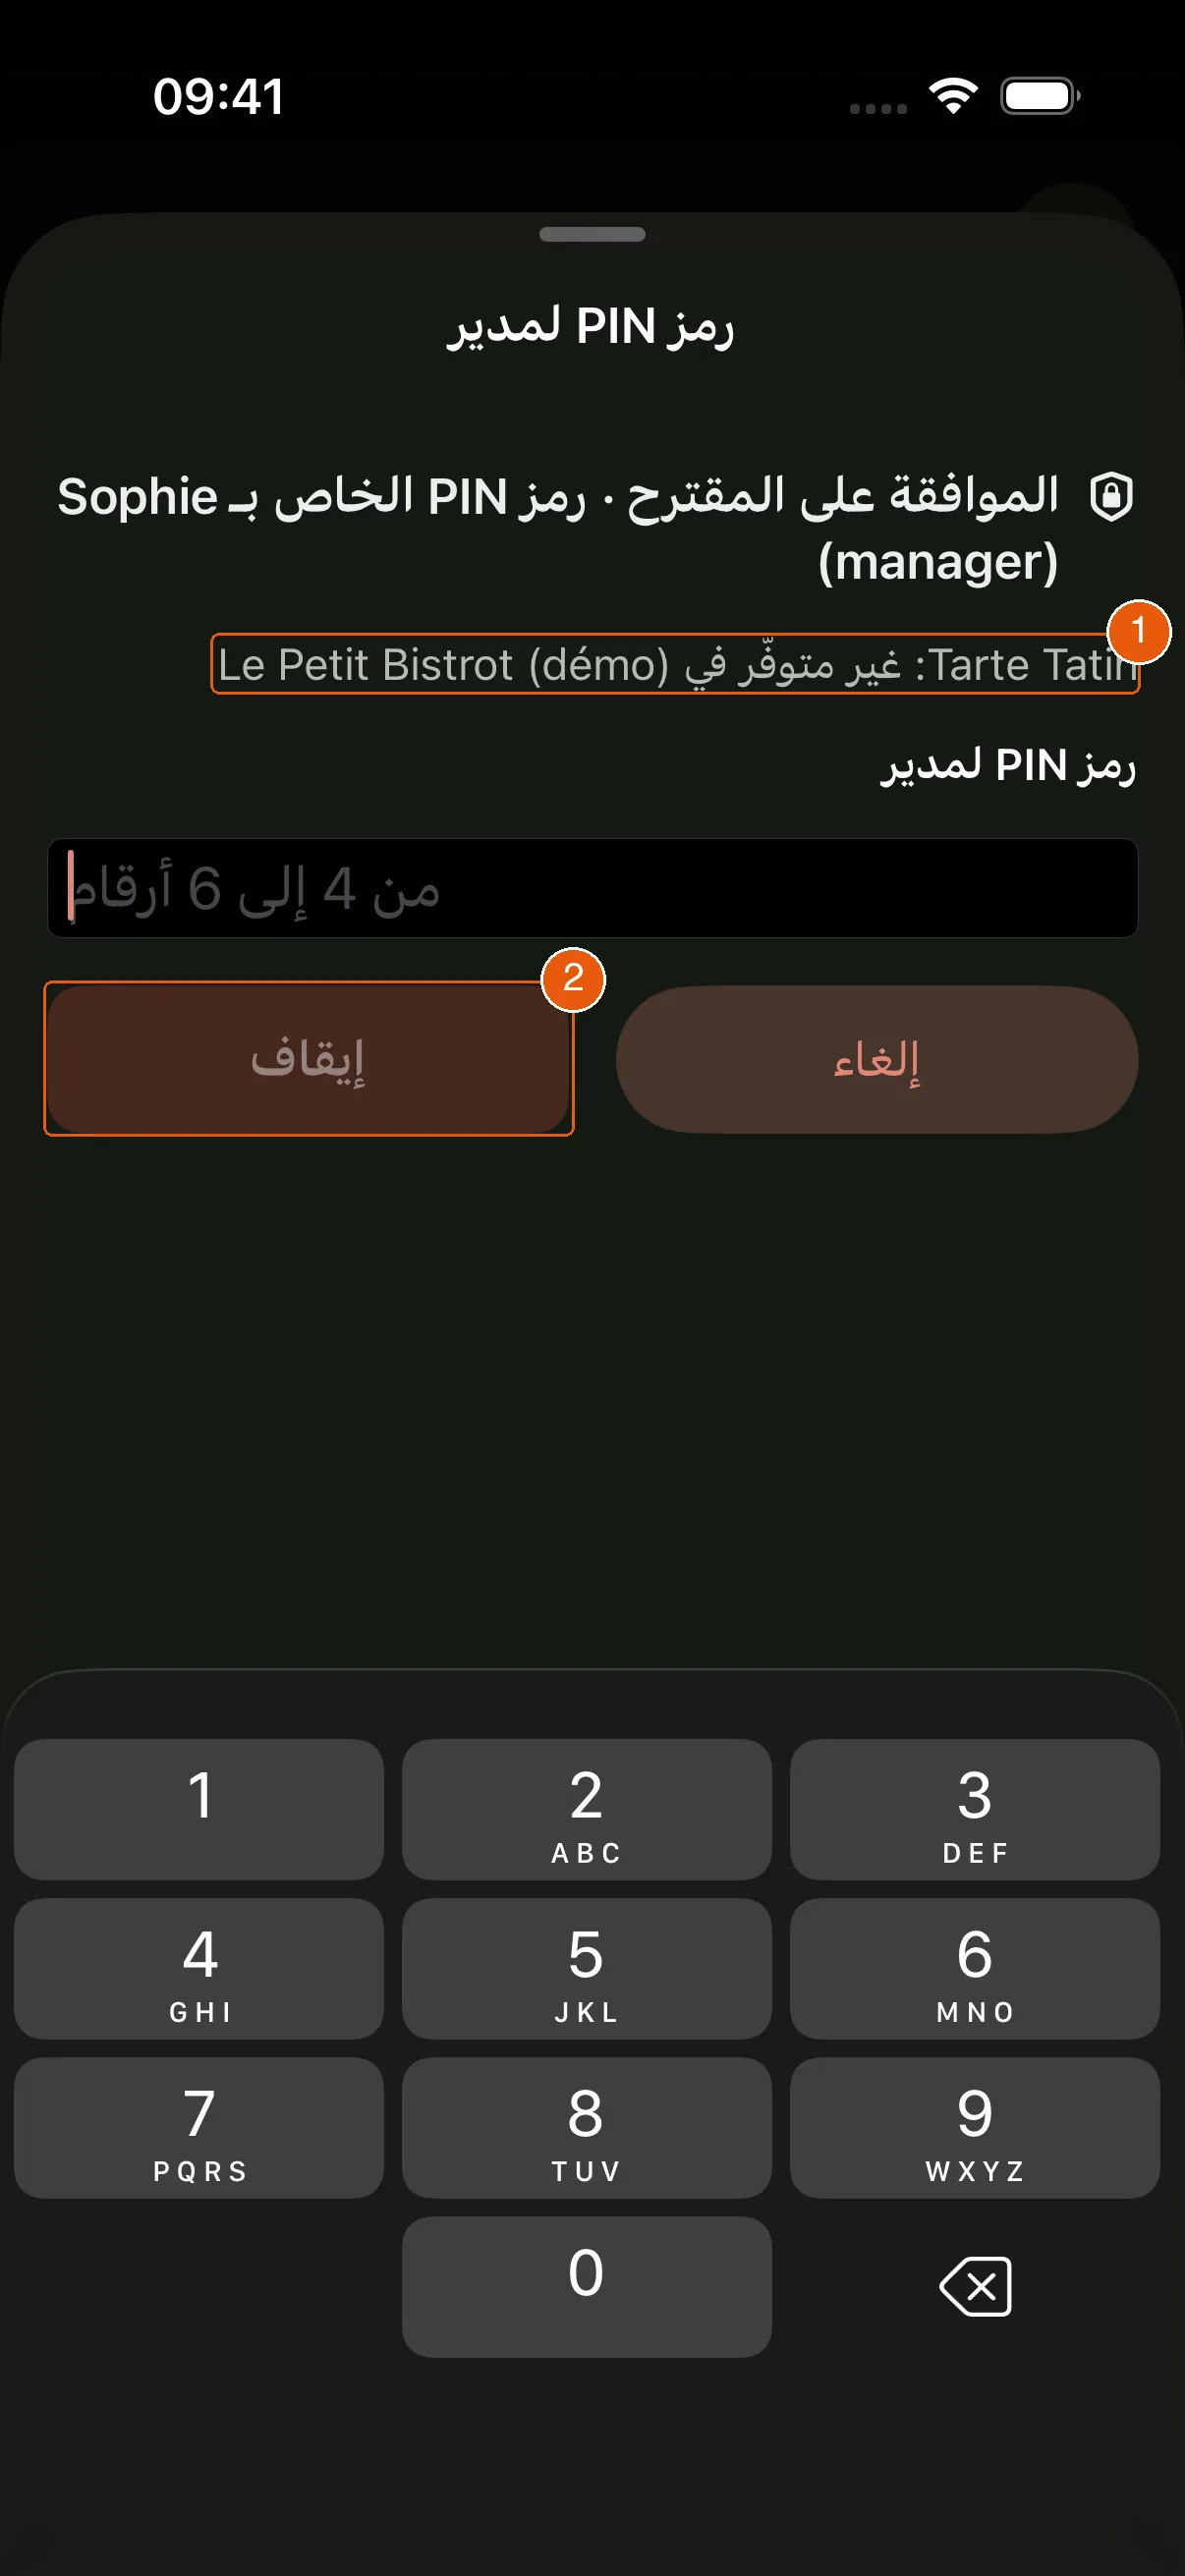 09:41
رمز PIN لمدير
الموافقة على المقترح · رمز PIN الخاص بـ Sophie
(manager)
1
Tarte Tatin: غير متوفّر في Le Petit Bistrot (démo)
رمز PIN لمدير
من 4 إلى 6 أرقام
2
إلغاء
إيقاف
1
2
3
ABC
DEF
4
5
6
GHI
JKL
MNO
7
8
9
PQRS
TUV
WXYZ
0